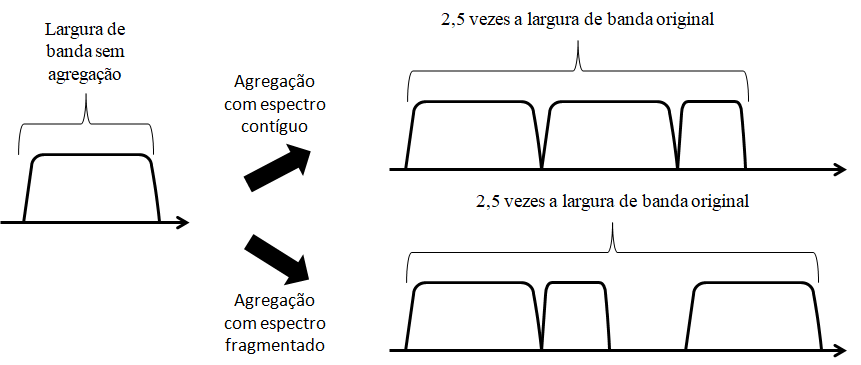 Largura de
banda sem
agregação
Agregação
com espectro
contíguo
2,5 vezes a largura de banda original
Agregação
com espectro
fragmentado
2,5 vezes a largura de banda original